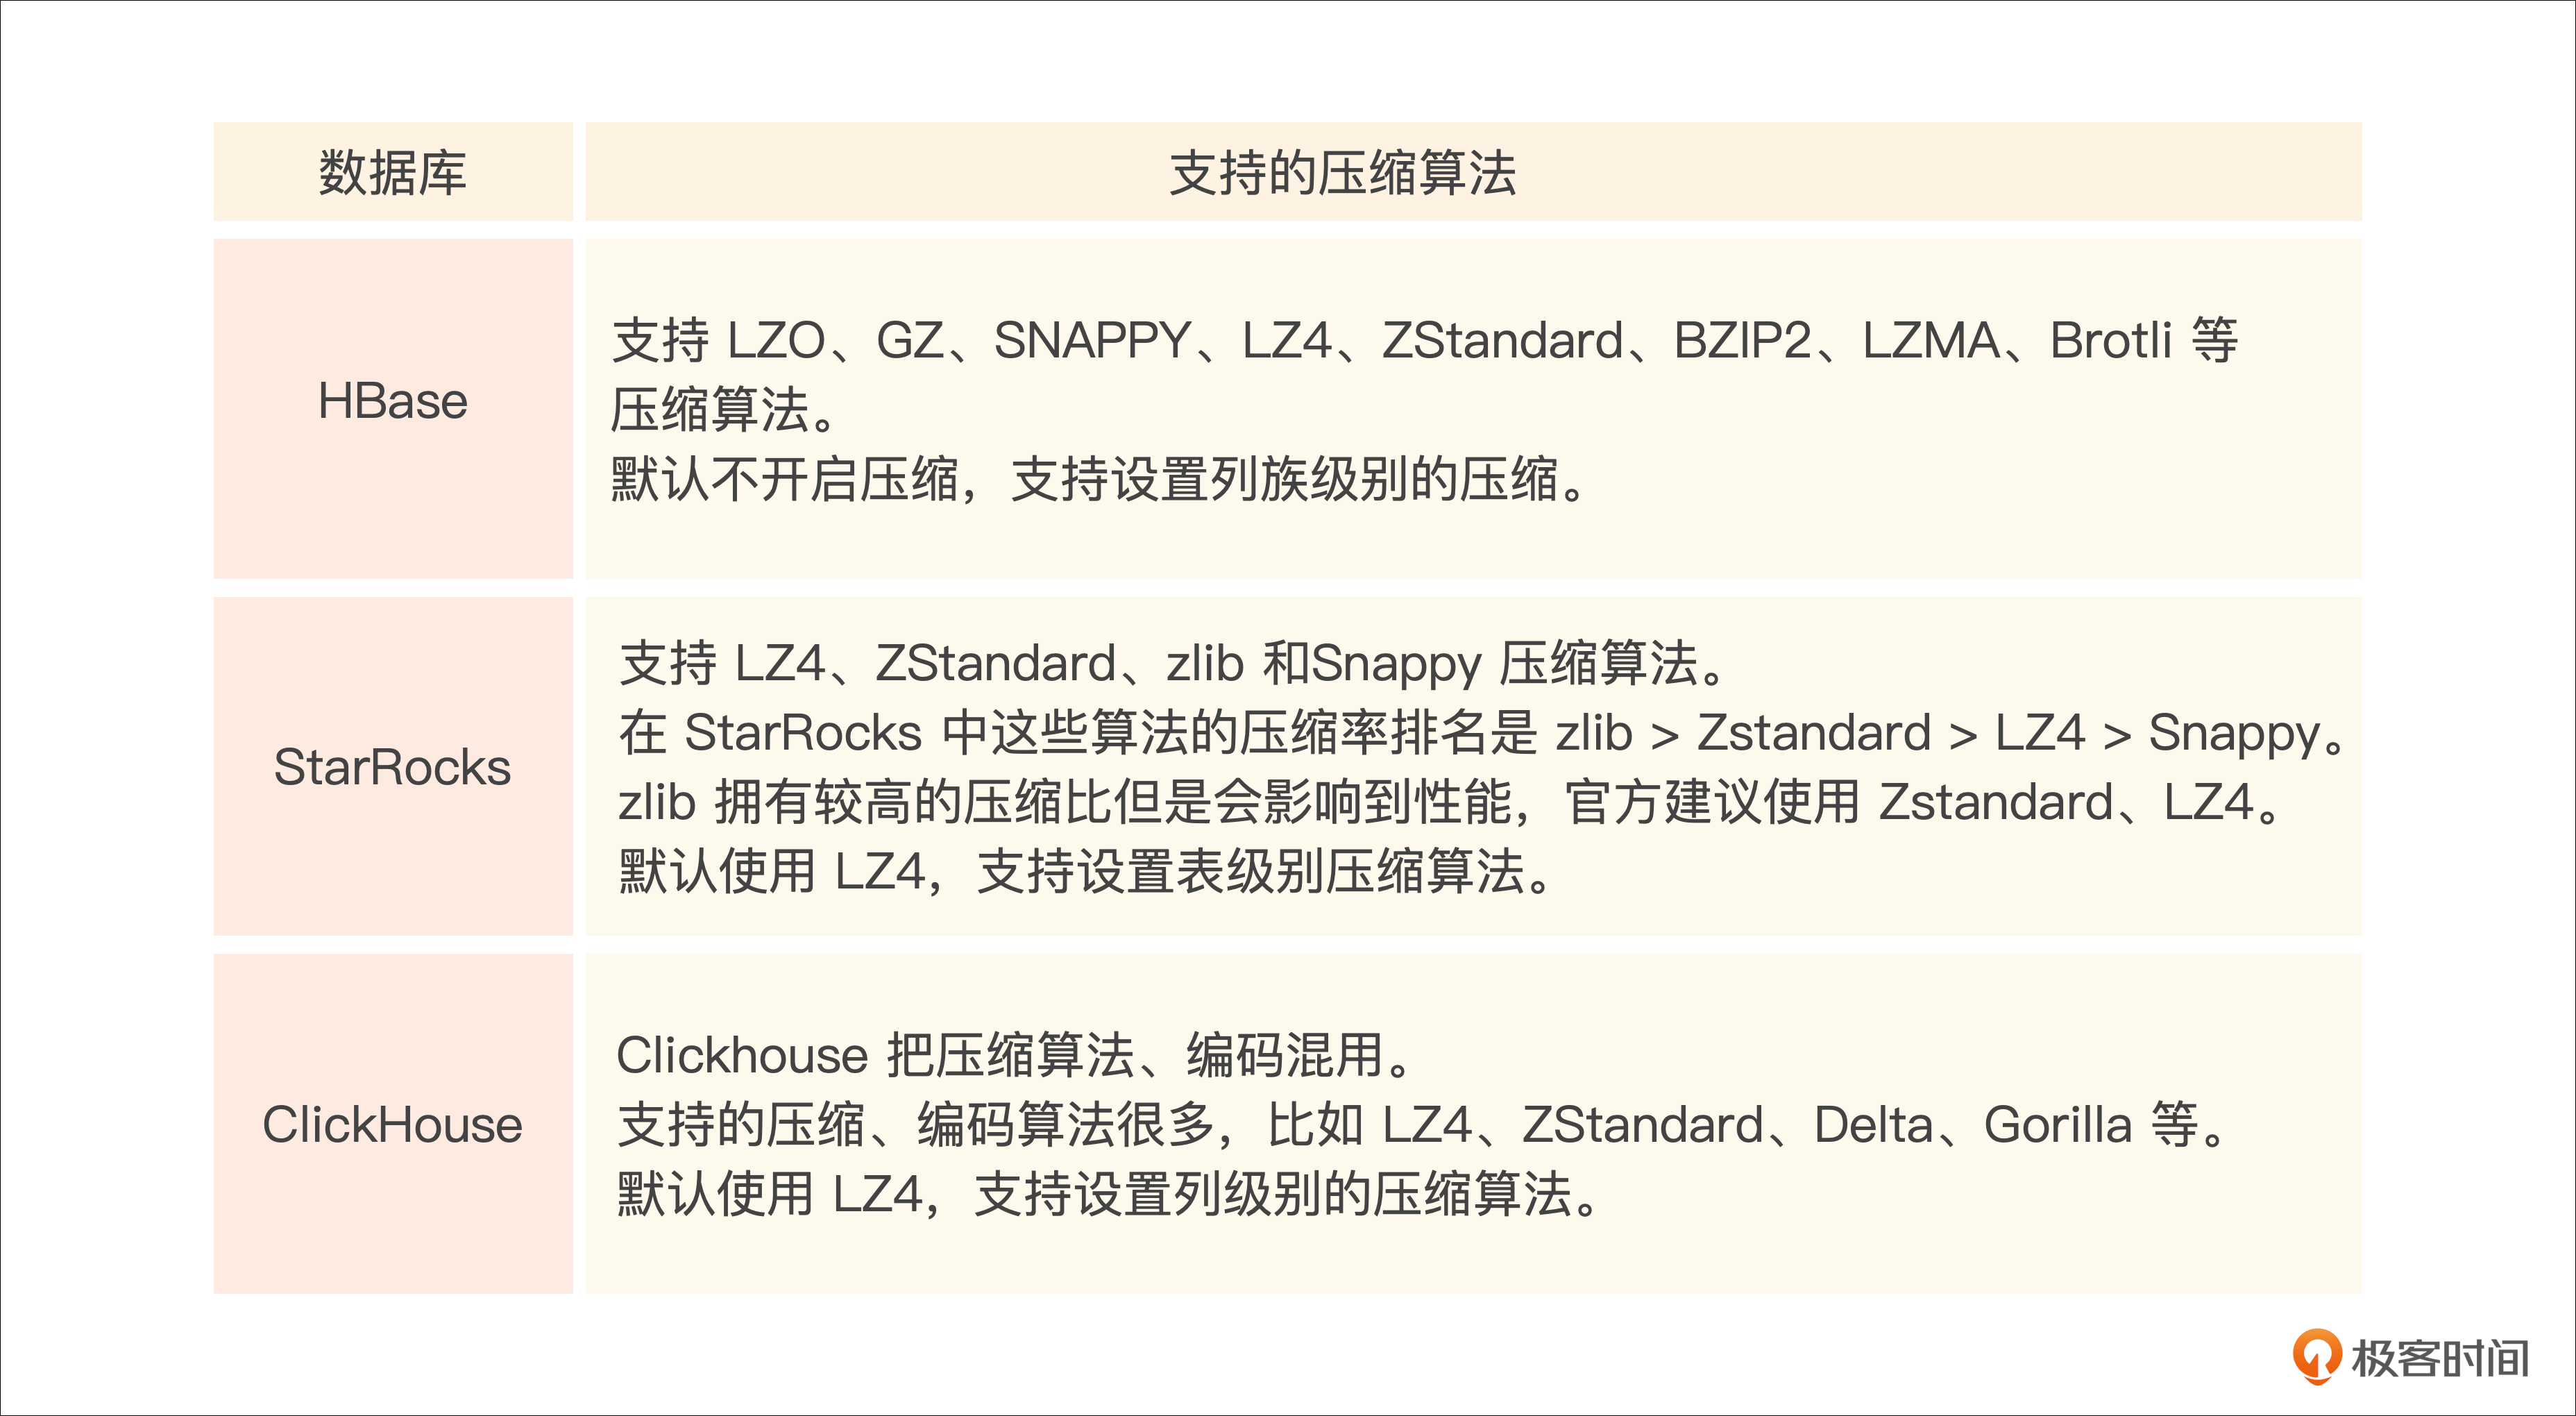 数据库
支持的压缩算法
HBase
支持 LZO、GZ、SNAPPY、LZ4、ZStandard、BZIP2、LZMA、Brotli 等
压缩算法。
默认不开启压缩，支持设置列族级别的压缩。
StarRocks
支持 LZ4、ZStandard、zlib 和Snappy 压缩算法。
在 StarRocks 中这些算法的压缩率排名是 zlib > Zstandard > LZ4 > Snappy。
zlib 拥有较高的压缩比但是会影响到性能，官方建议使用 Zstandard、LZ4。
默认使用 LZ4，支持设置表级别压缩算法。
ClickHouse
Clickhouse 把压缩算法、编码混用。
支持的压缩、编码算法很多，比如 LZ4、ZStandard、Delta、Gorilla 等。
默认使用 LZ4，支持设置列级别的压缩算法。
极客时间